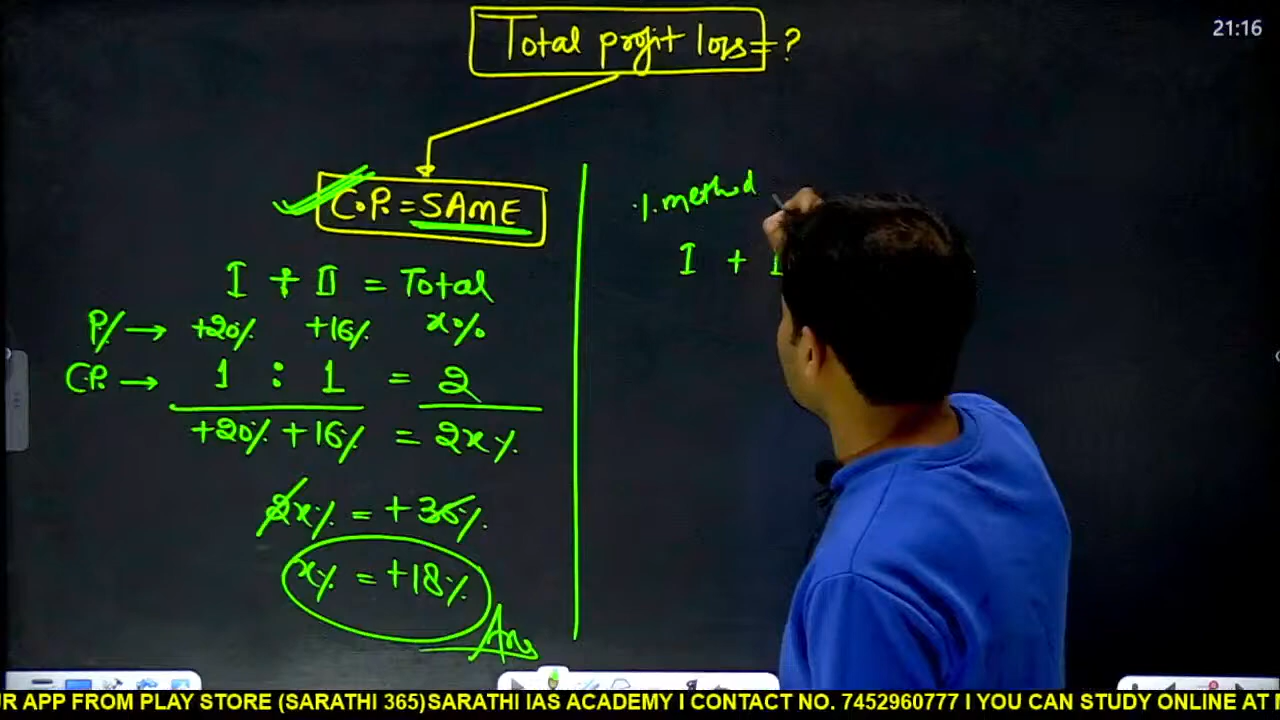 Total profit loss = ?
21:16
C.P. = SAME
I + II = Total
P% → +20% +16% x%
C.P. → 1 : 1 = 2
+20% + 16% = 2x%
2x% = +36%
x% = +18%
Ans
% method
I +
UR APP FROM PLAY STORE (SARATHI 365)SARATHI IAS ACADEMY I CONTACT NO. 7452960777 I YOU CAN STUDY ONLINE AT